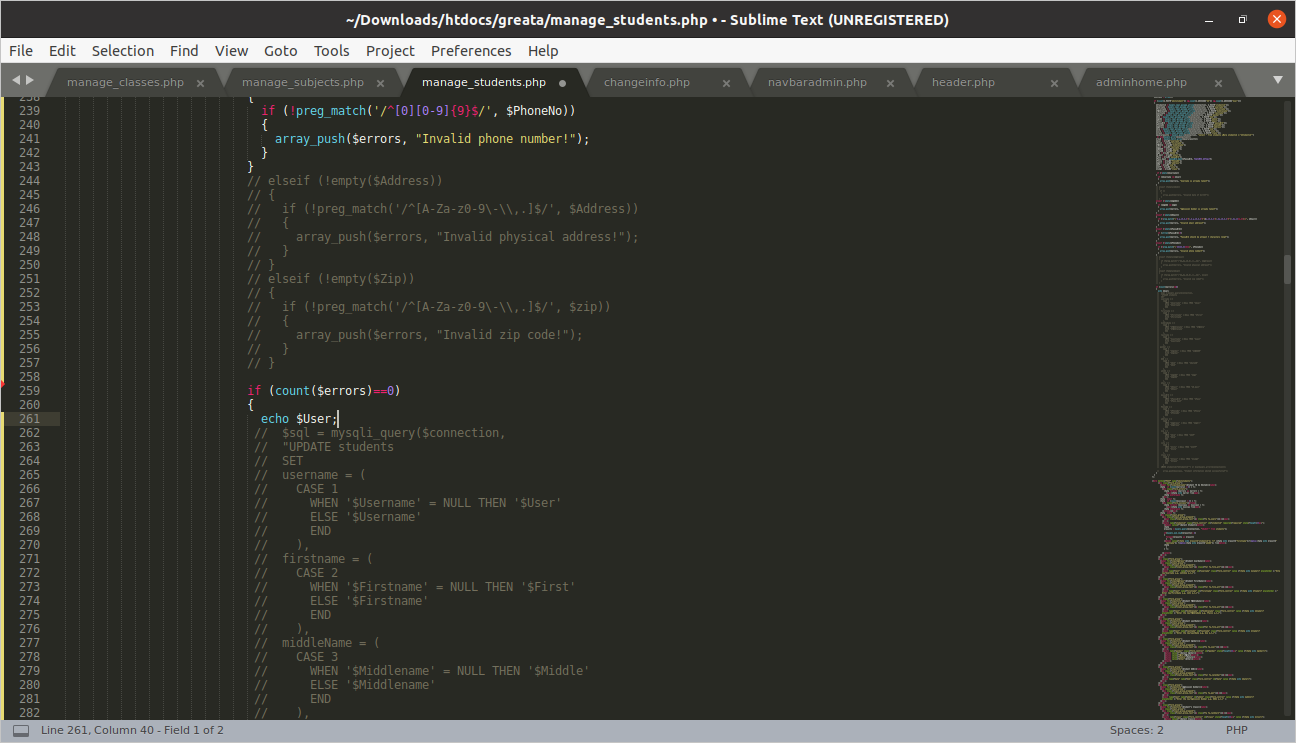 ~/Downloads/htdocs/greata/manage_students.php • - Sublime Text (UNREGISTERED)
File Edit Selection Find View Goto Tools Project Preferences Help
manage_classes.php manage_subjects.php manage_students.php changeinfo.php navbaradmin.php header.php adminhome.php
238 {
239 if (!preg_match('/^[0][0-9]{9}$/', $PhoneNo))
240 {
241 array_push($errors, "Invalid phone number!");
242 }
243 }
244 // elseif (!empty($Address))
245 // {
246 //   if (!preg_match('/^[A-Za-z0-9\-\\,.]$/', $Address))
247 //   {
248 //     array_push($errors, "Invalid physical address!");
249 //   }
250 // }
251 // elseif (!empty($Zip))
252 // {
253 //   if (!preg_match('/^[A-Za-z0-9\-\\,.]$/', $zip))
254 //   {
255 //     array_push($errors, "Invalid zip code!");
256 //   }
257 // }
258
259 if (count($errors)==0)
260 {
261 echo $User;
262 //  $sql = mysqli_query($connection,
263 //  "UPDATE students
264 //  SET
265 //  username = (
266 //    CASE 1
267 //      WHEN '$Username' = NULL THEN '$User'
268 //      ELSE '$Username'
269 //      END
270 //    ),
271 //  firstname = (
272 //    CASE 2
273 //      WHEN '$Firstname' = NULL THEN '$First'
274 //      ELSE '$Firstname'
275 //      END
276 //    ),
277 //  middleName = (
278 //    CASE 3
279 //      WHEN '$Middlename' = NULL THEN '$Middle'
280 //      ELSE '$Middlename'
281 //      END
282 //    ),
Line 261, Column 40 - Field 1 of 2 Spaces: 2 PHP